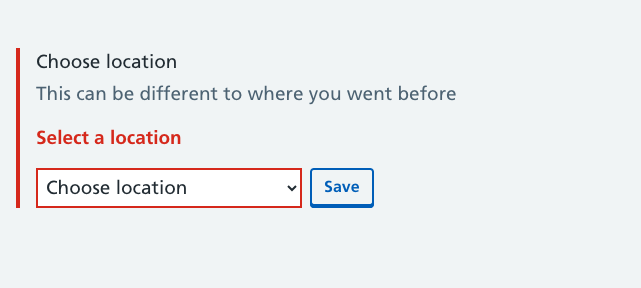 Choose location
This can be different to where you went before
Select a location
Choose location
Save